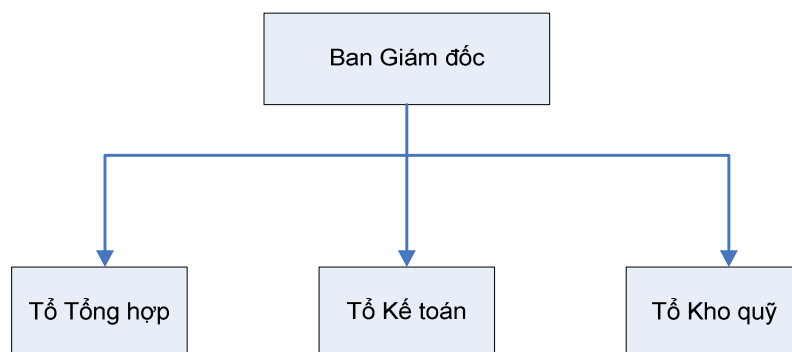 Ban Giám đốc
Tổ Tổng hợp
Tổ Kế toán
Tổ Kho quỹ